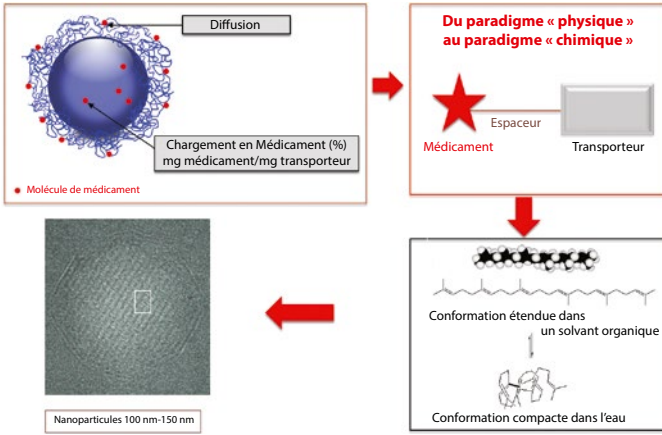 Diffusion
Chargement en Médicament (%)
mg médicament/mg transporteur
Molécule de médicament
Du paradigme « physique »
au paradigme « chimique »
Espaceur
Médicament
Transporteur
Conformation étendue dans
un solvant organique
Conformation compacte dans l'eau
Nanoparticules 100 nm-150 nm